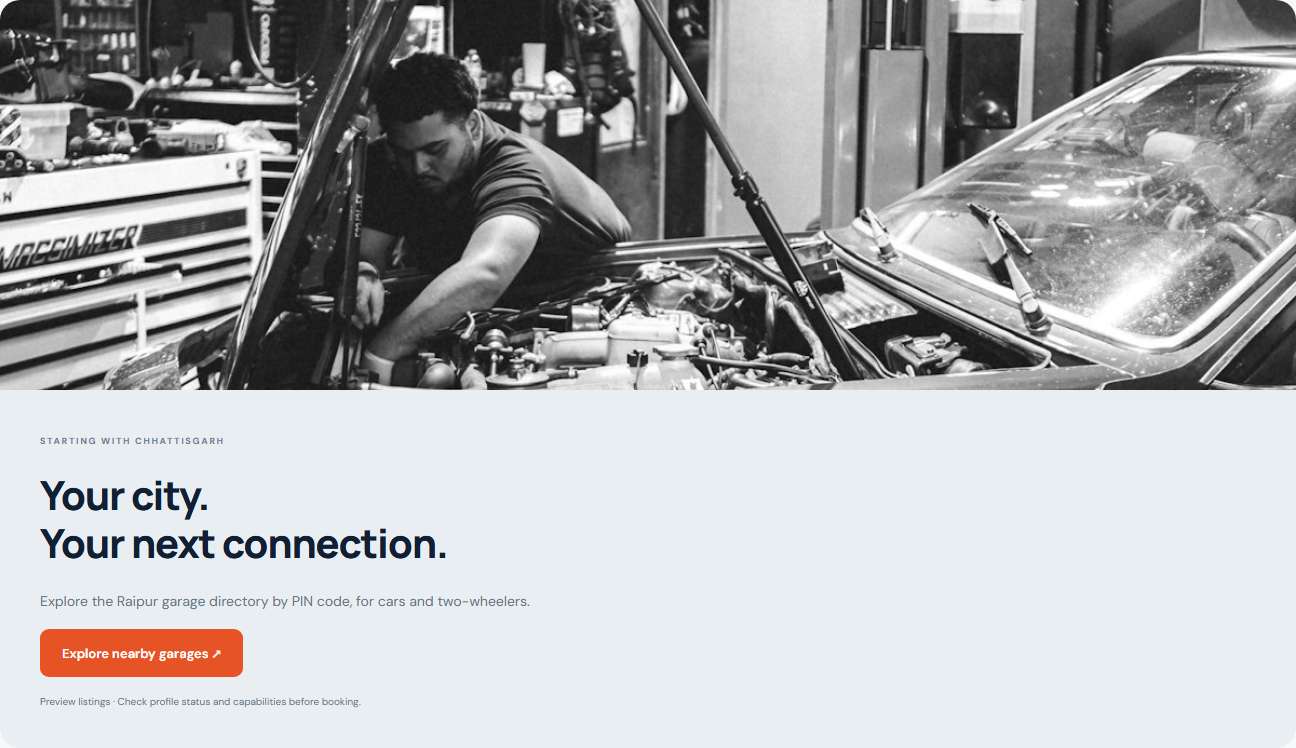 MACSIMIZER
STARTING WITH CHHATTISGARH
Your city.
Your next connection.
Explore the Raipur garage directory by PIN code, for cars and two-wheelers.
Explore nearby garages ↗
Preview listings · Check profile status and capabilities before booking.